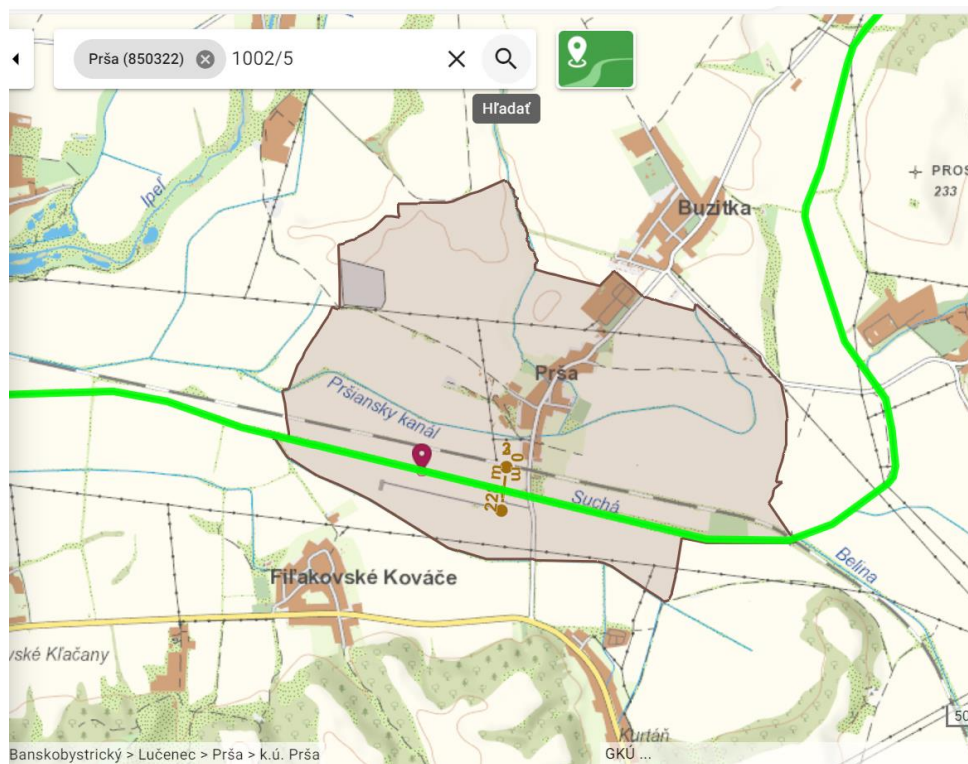 Prša (850322) 1002/5
Hľadať
Ipeľ
PROS
233
Buzitka
Prša
Pršiansky kanál
Suchá
Belina
Fiľakovské Kováče
vské Kľačany
Kurtáň
50
Banskobystrický > Lučenec > Prša > k.ú. Prša
GKÚ ...